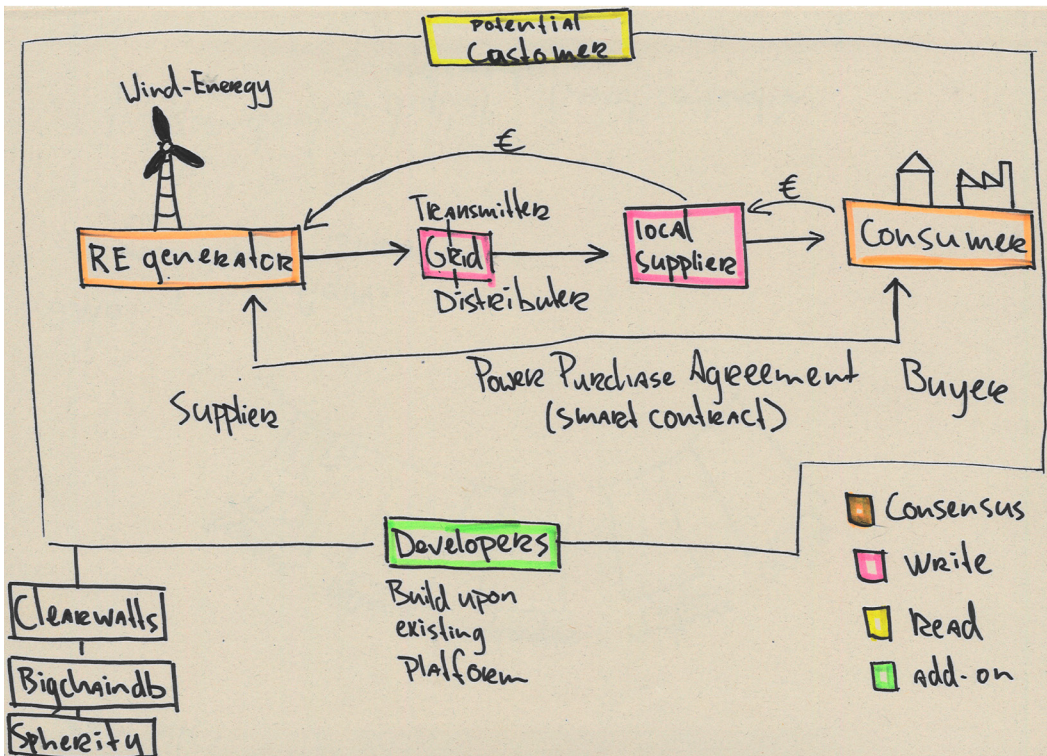 Potential
Customer
Wind-Energy
€
€
Transmitter
RE generator
Grid
local
supplier
Consumer
Distributer
Power Purchase Agreement
(smart contract)
Supplier
Buyer
Developers
Build upon
existing
Platform
Clearwatts
Bigchaindb
Spherity
Consensus
Write
Read
add-on